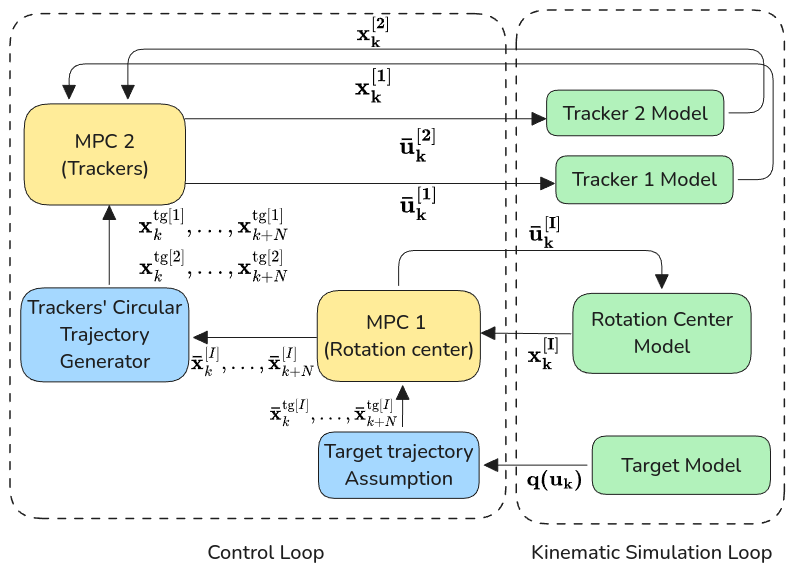 $\mathbf{x_k^{[2]}}$
$\mathbf{x_k^{[1]}}$
MPC 2
(Trackers)
Tracker 2 Model
$\mathbf{\bar{u}_k^{[2]}}$
Tracker 1 Model
$\mathbf{\bar{u}_k^{[1]}}$
$\mathbf{x}_k^{\mathrm{tg}[1]}, \ldots, \mathbf{x}_{k+N}^{\mathrm{tg}[1]}$
$\mathbf{x}_k^{\mathrm{tg}[2]}, \ldots, \mathbf{x}_{k+N}^{\mathrm{tg}[2]}$
$\mathbf{\bar{u}_k^{[I]}}$
Trackers' Circular
Trajectory
Generator
MPC 1
(Rotation center)
Rotation Center
Model
$\mathbf{\bar{x}}_k^{[I]}, \ldots, \mathbf{\bar{x}}_{k+N}^{[I]}$
$\mathbf{x_k^{[I]}}$
$\mathbf{\bar{x}}_k^{\mathrm{tg}[I]}, \ldots, \mathbf{\bar{x}}_{k+N}^{\mathrm{tg}[I]}$
Target trajectory
Assumption
$\mathbf{q(u_k)}$
Target Model
Control Loop
Kinematic Simulation Loop